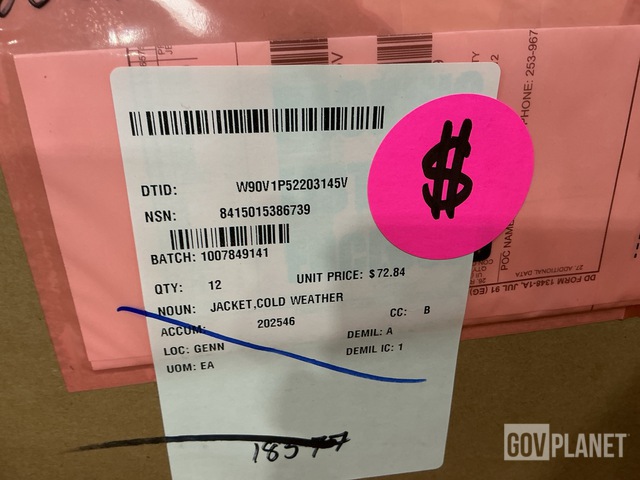 DTID: W90V1P52203145V
NSN: 8415015386739
BATCH: 1007849141
QTY: 12 UNIT PRICE: $72.84
NOUN: JACKET,COLD WEATHER
ACCUM: 202546 CC: B
LOC: GENN DEMIL: A
UOM: EA DEMIL IC: 1
$
PHONE: 253-967
POC NAME
27. ADDITIONAL DATA
DD FORM 1348-1A, JUL 91 (EG)
GOVPLANET